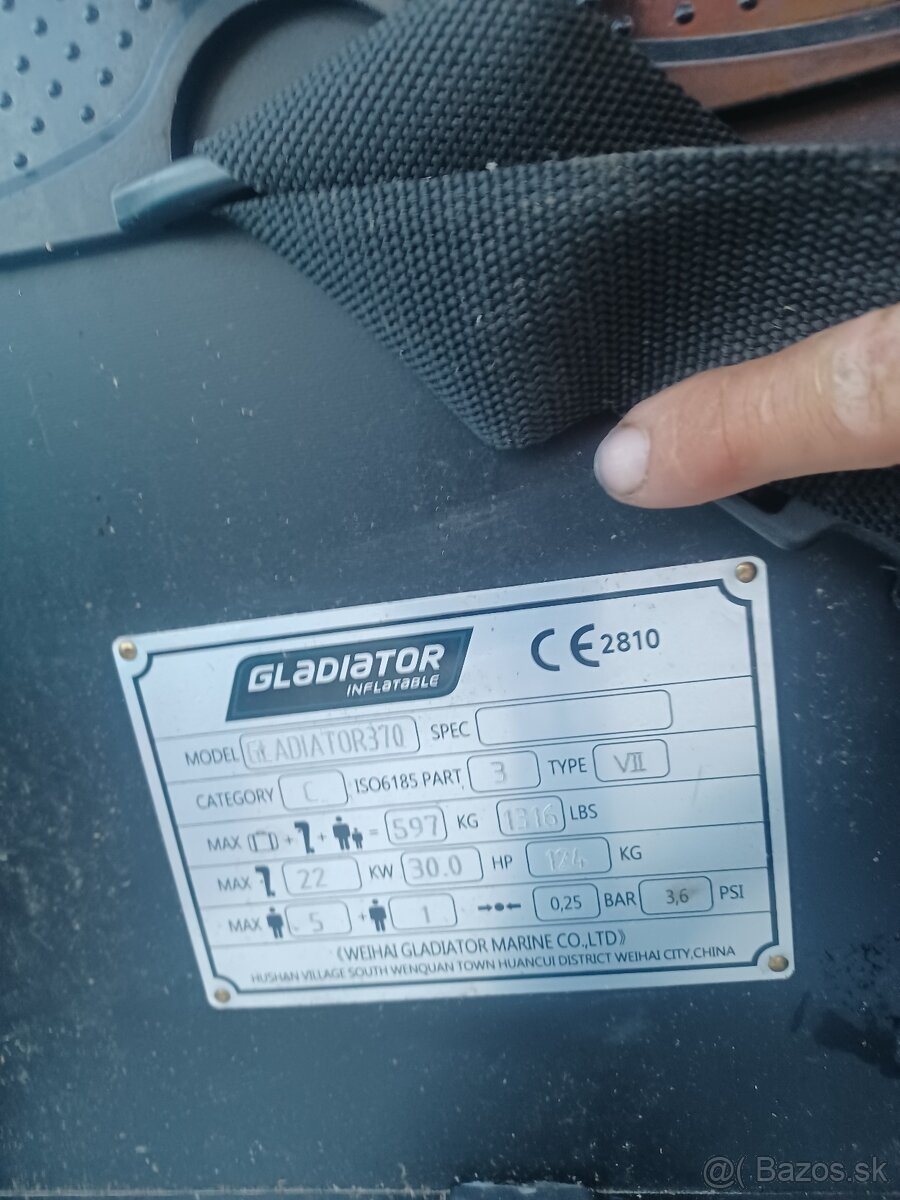 GLADIATOR
INFLATABLE
CE 2810
MODEL GLADIATOR370 SPEC
CATEGORY C ISO6185 PART 3 TYPE VII
MAX + + = 597 KG 1316 LBS
MAX 22 KW 30.0 HP 124 KG
MAX 5 + 1 0,25 BAR 3,6 PSI
《WEIHAI GLADIATOR MARINE CO.,LTD》
HUSHAN VILLAGE SOUTH WENQUAN TOWN HUANCUI DISTRICT WEIHAI CITY,CHINA
@( Bazos.sk